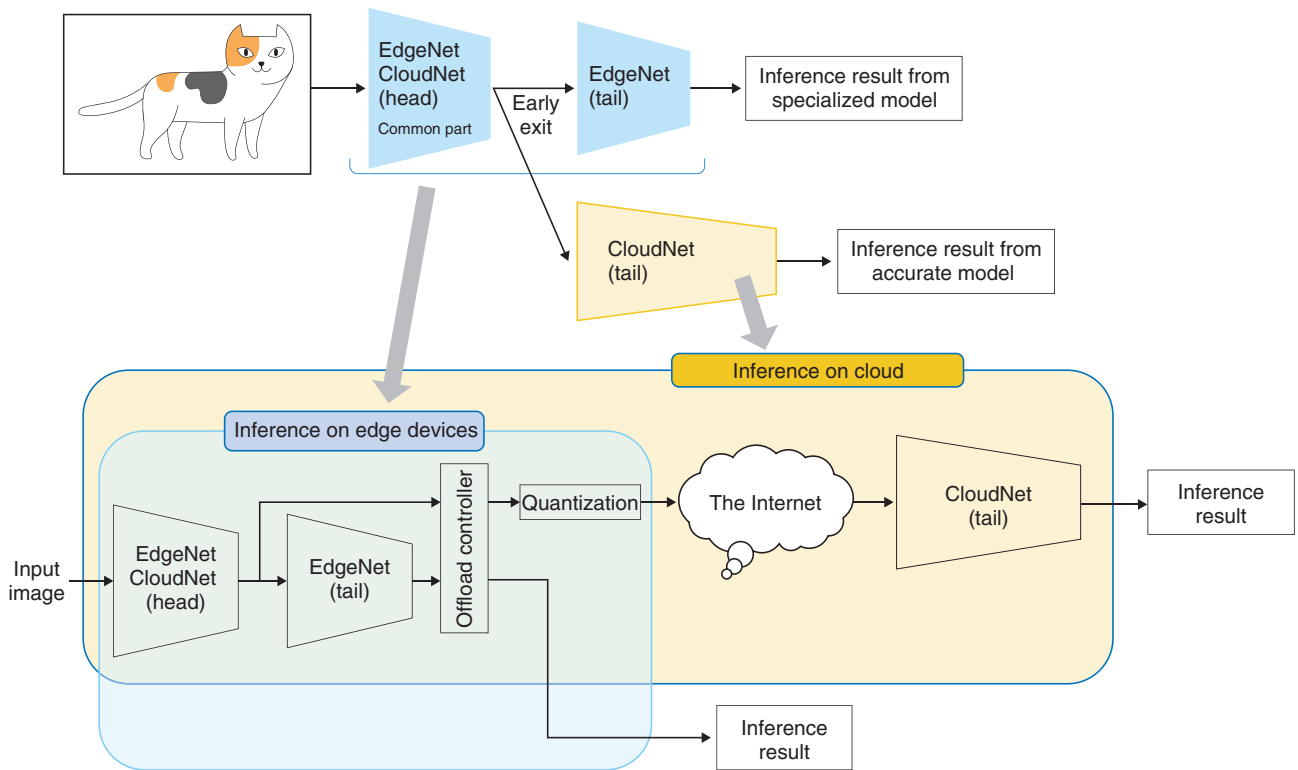 EdgeNet
CloudNet
(head)
Common part
Early
exit
EdgeNet
(tail)
Inference result from
specialized model
CloudNet
(tail)
Inference result from
accurate model
Inference on cloud
Inference on edge devices
Input
image
EdgeNet
CloudNet
(head)
EdgeNet
(tail)
Offload controller
Quantization
The Internet
CloudNet
(tail)
Inference
result
Inference
result